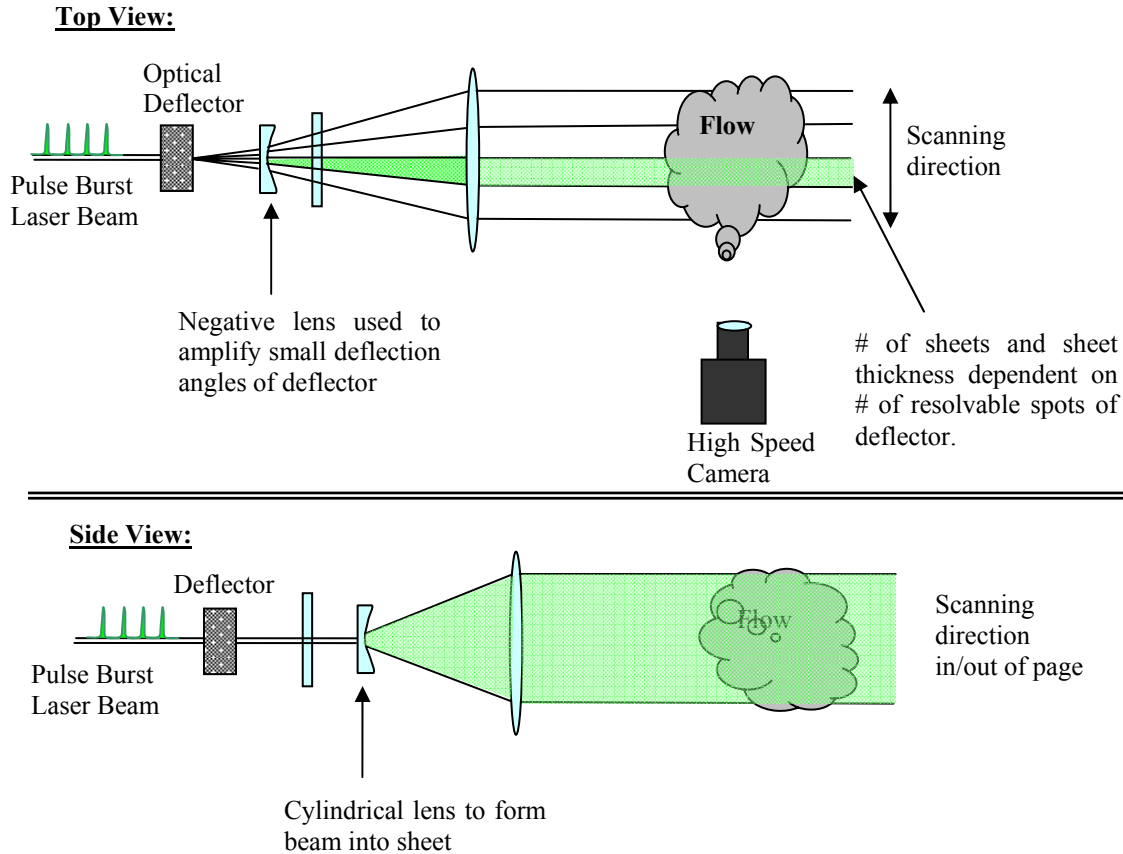 Top View:
Optical
Deflector
Pulse Burst
Laser Beam
Flow
Scanning
direction
Negative lens used to
amplify small deflection
angles of deflector
High Speed
Camera
# of sheets and sheet
thickness dependent on
# of resolvable spots of
deflector.
Side View:
Deflector
Pulse Burst
Laser Beam
Flow
Scanning
direction
in/out of page
Cylindrical lens to form
beam into sheet